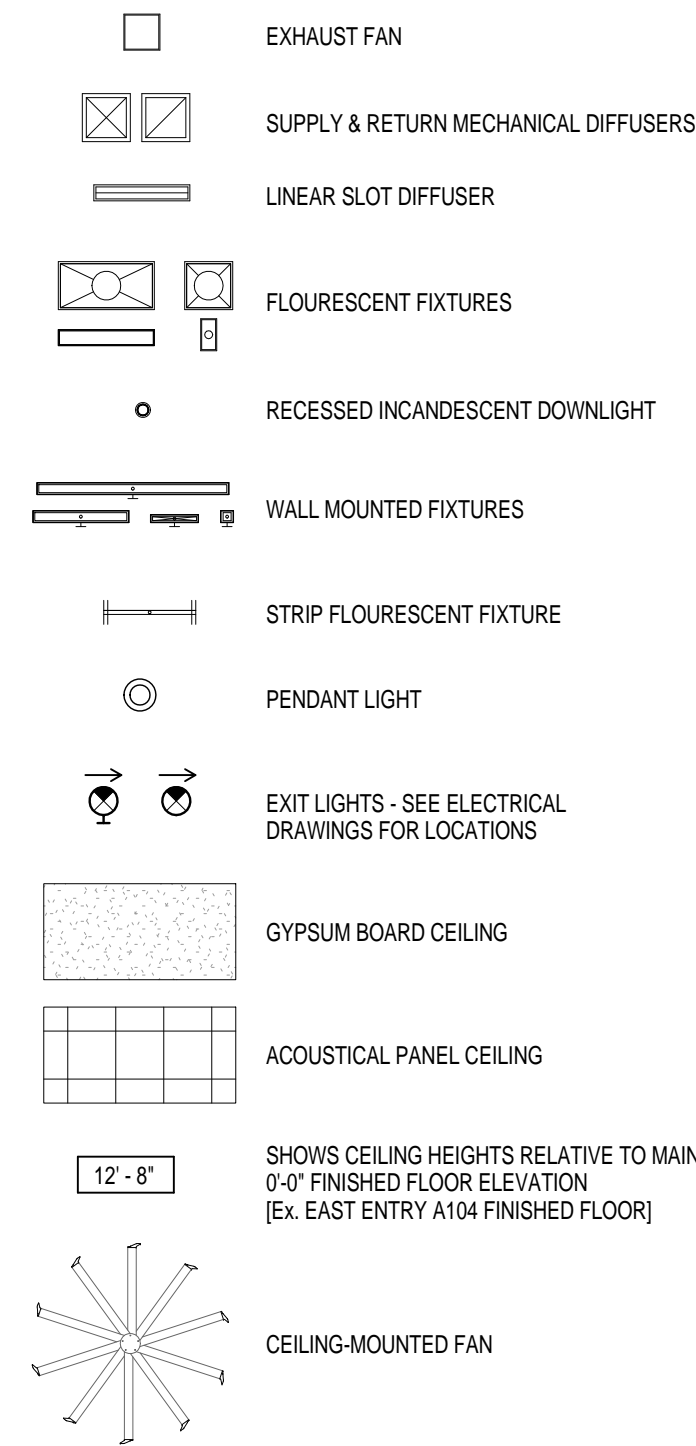 EXHAUST FAN
SUPPLY & RETURN MECHANICAL DIFFUSERS
LINEAR SLOT DIFFUSER
FLOURESCENT FIXTURES
RECESSED INCANDESCENT DOWNLIGHT
WALL MOUNTED FIXTURES
STRIP FLOURESCENT FIXTURE
PENDANT LIGHT
EXIT LIGHTS - SEE ELECTRICAL
DRAWINGS FOR LOCATIONS
GYPSUM BOARD CEILING
ACOUSTICAL PANEL CEILING
12' - 8"
SHOWS CEILING HEIGHTS RELATIVE TO MAIN
0'-0" FINISHED FLOOR ELEVATION
[Ex. EAST ENTRY A104 FINISHED FLOOR]
CEILING-MOUNTED FAN